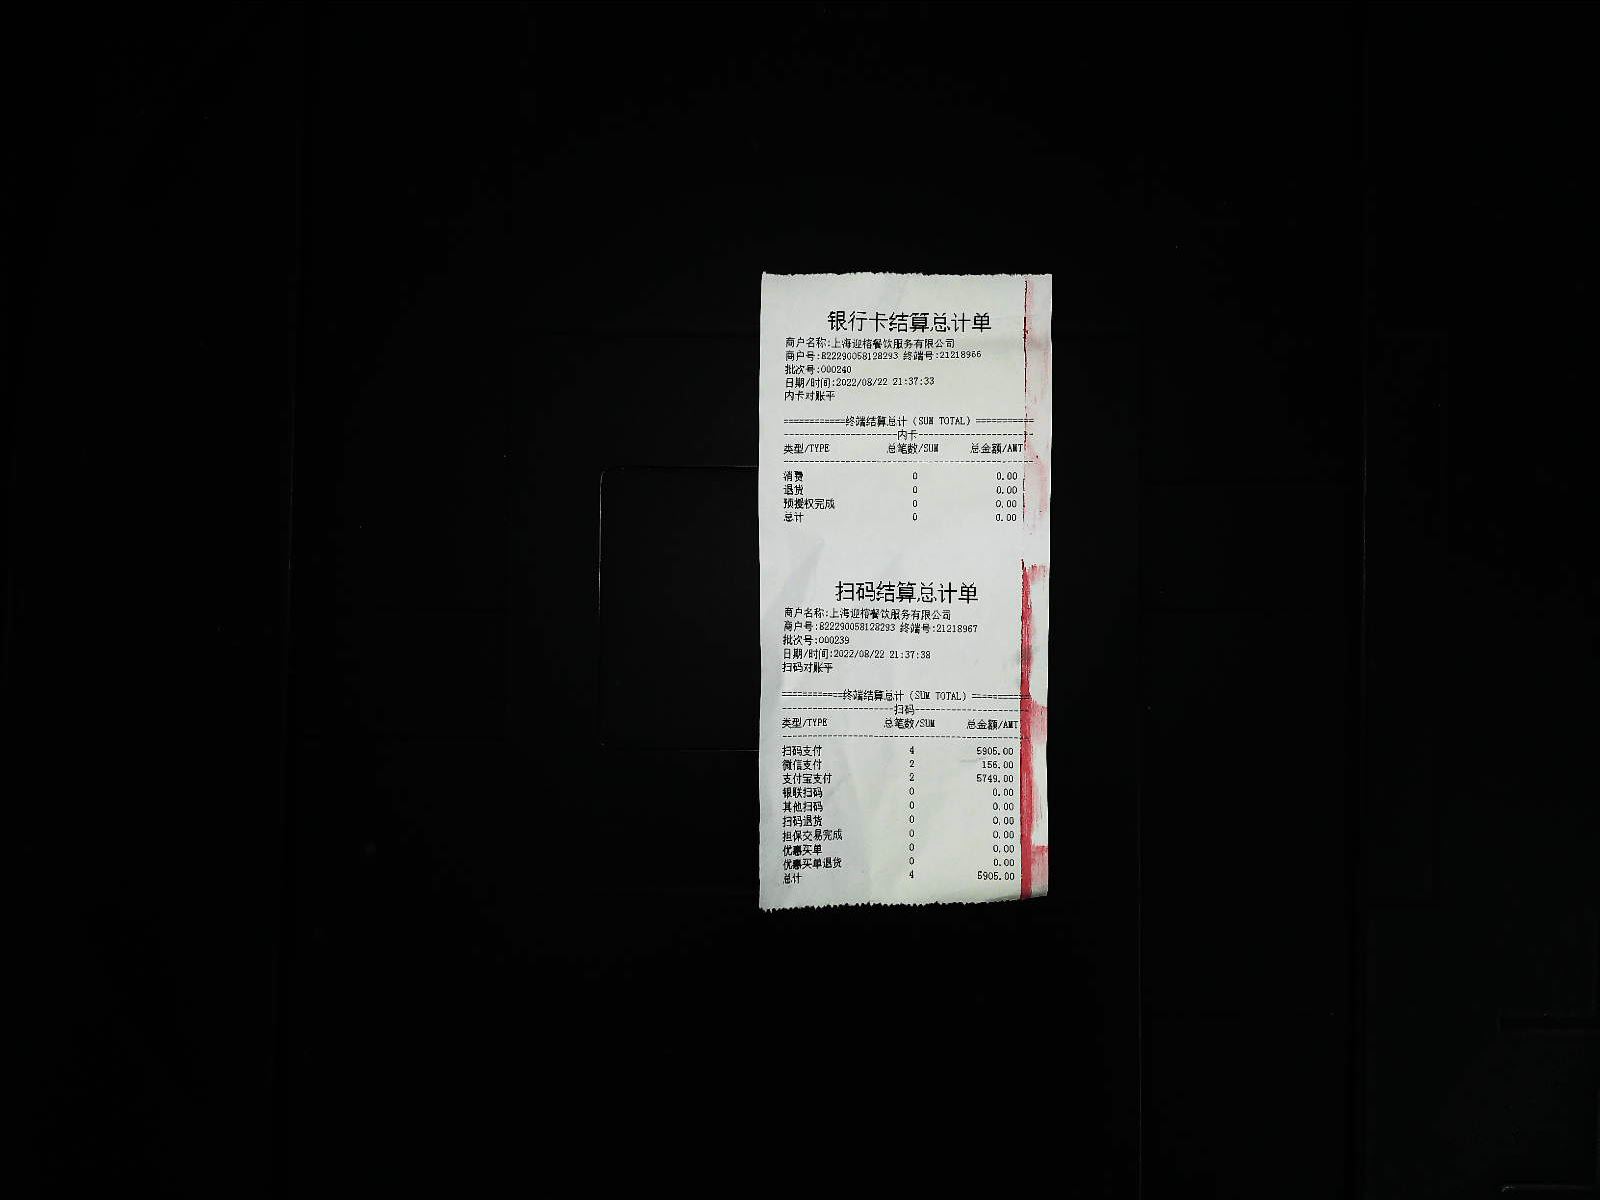 银行卡结算总计单
商户名称:上海迎榕餐饮服务有限公司
商户号:822290058128293 终端号:21218966
批次号:000240
日期/时间:2022/08/22 21:37:33
内卡对账平
============终端结算总计(SUM TOTAL)===========
----------------------内卡----------------------
类型/TYPE 总笔数/SUM 总金额/AMT
消费 0 0.00
退货 0 0.00
预授权完成 0 0.00
总计 0 0.00
扫码结算总计单
商户名称:上海迎榕餐饮服务有限公司
商户号:822290058128293 终端号:21218967
批次号:000239
日期/时间:2022/08/22 21:37:38
扫码对账平
============终端结算总计(SUM TOTAL)===========
----------------------扫码----------------------
类型/TYPE 总笔数/SUM 总金额/AMT
扫码支付 4 5905.00
微信支付 2 156.00
支付宝支付 2 5749.00
银联扫码 0 0.00
其他扫码 0 0.00
扫码退货 0 0.00
担保交易完成 0 0.00
优惠买单 0 0.00
优惠买单退货 0 0.00
总计 4 5905.00